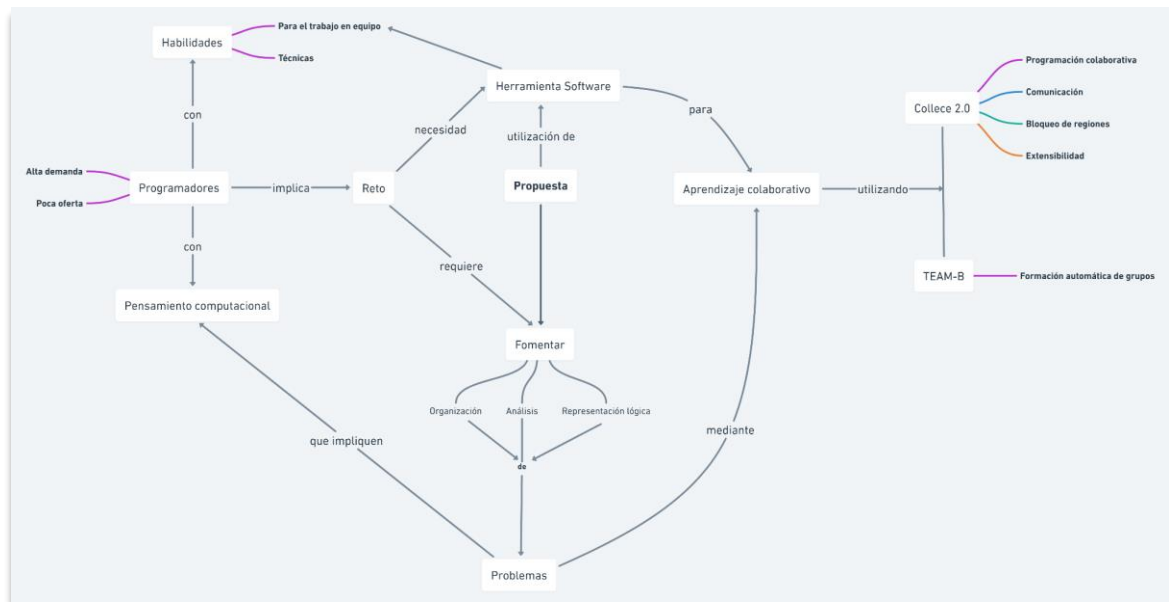 Para el trabajo en equipo
Habilidades
Técnicas
Herramienta Software
Programación colaborativa
Comunicación
Collece 2.0
Bloqueo de regiones
Extensibilidad
con
necesidad
utilización de
para
Alta demanda
Poca oferta
Programadores
implica
Reto
Propuesta
Aprendizaje colaborativo
utilizando
con
requiere
TEAM-B
Formación automática de grupos
Pensamiento computacional
Fomentar
Organización
Análisis
Representación lógica
que impliquen
mediante
de
Problemas